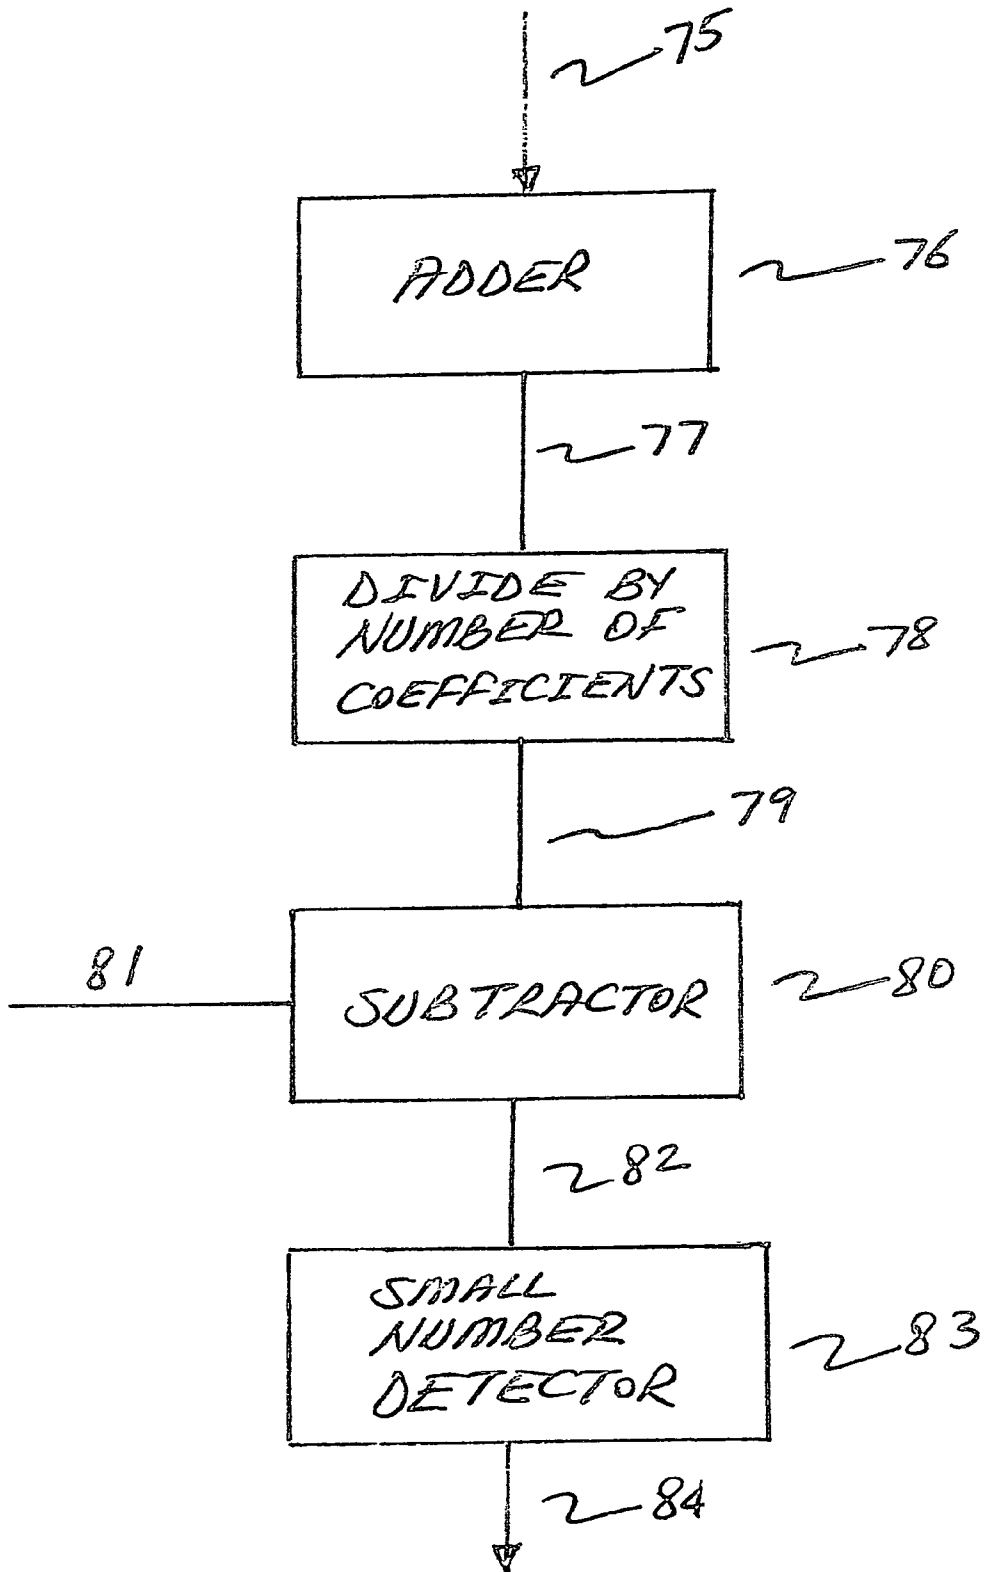 75
ADDER
76
77
DIVIDE BY
NUMBER OF
COEFFICIENTS
78
79
81
SUBTRACTOR
80
82
SMALL
NUMBER
DETECTOR
83
84